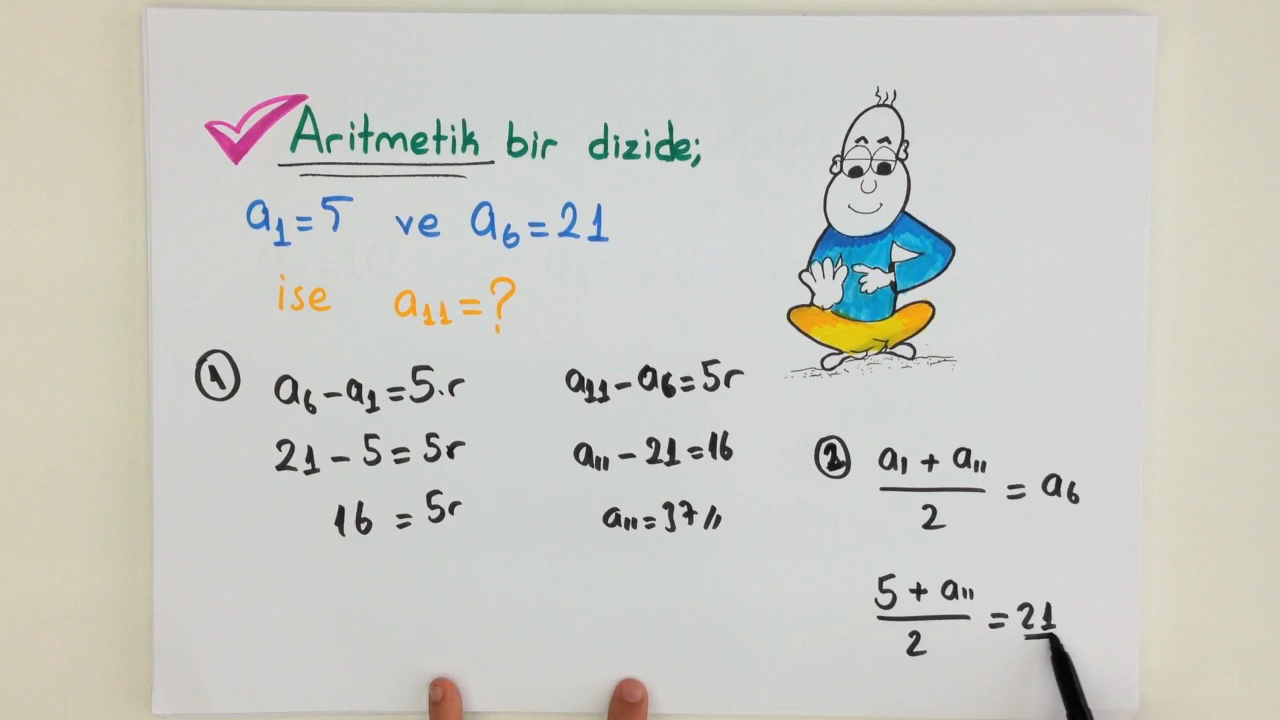 Aritmetik bir dizide;
a₁=5 ve a₆=21
ise a₁₁=?
① a₆-a₁=5.r
21-5=5r
16=5r
a₁₁-a₆=5r
a₁₁-21=16
a₁₁=37//
② (a₁+a₁₁)/2=a₆
(5+a₁₁)/2=21